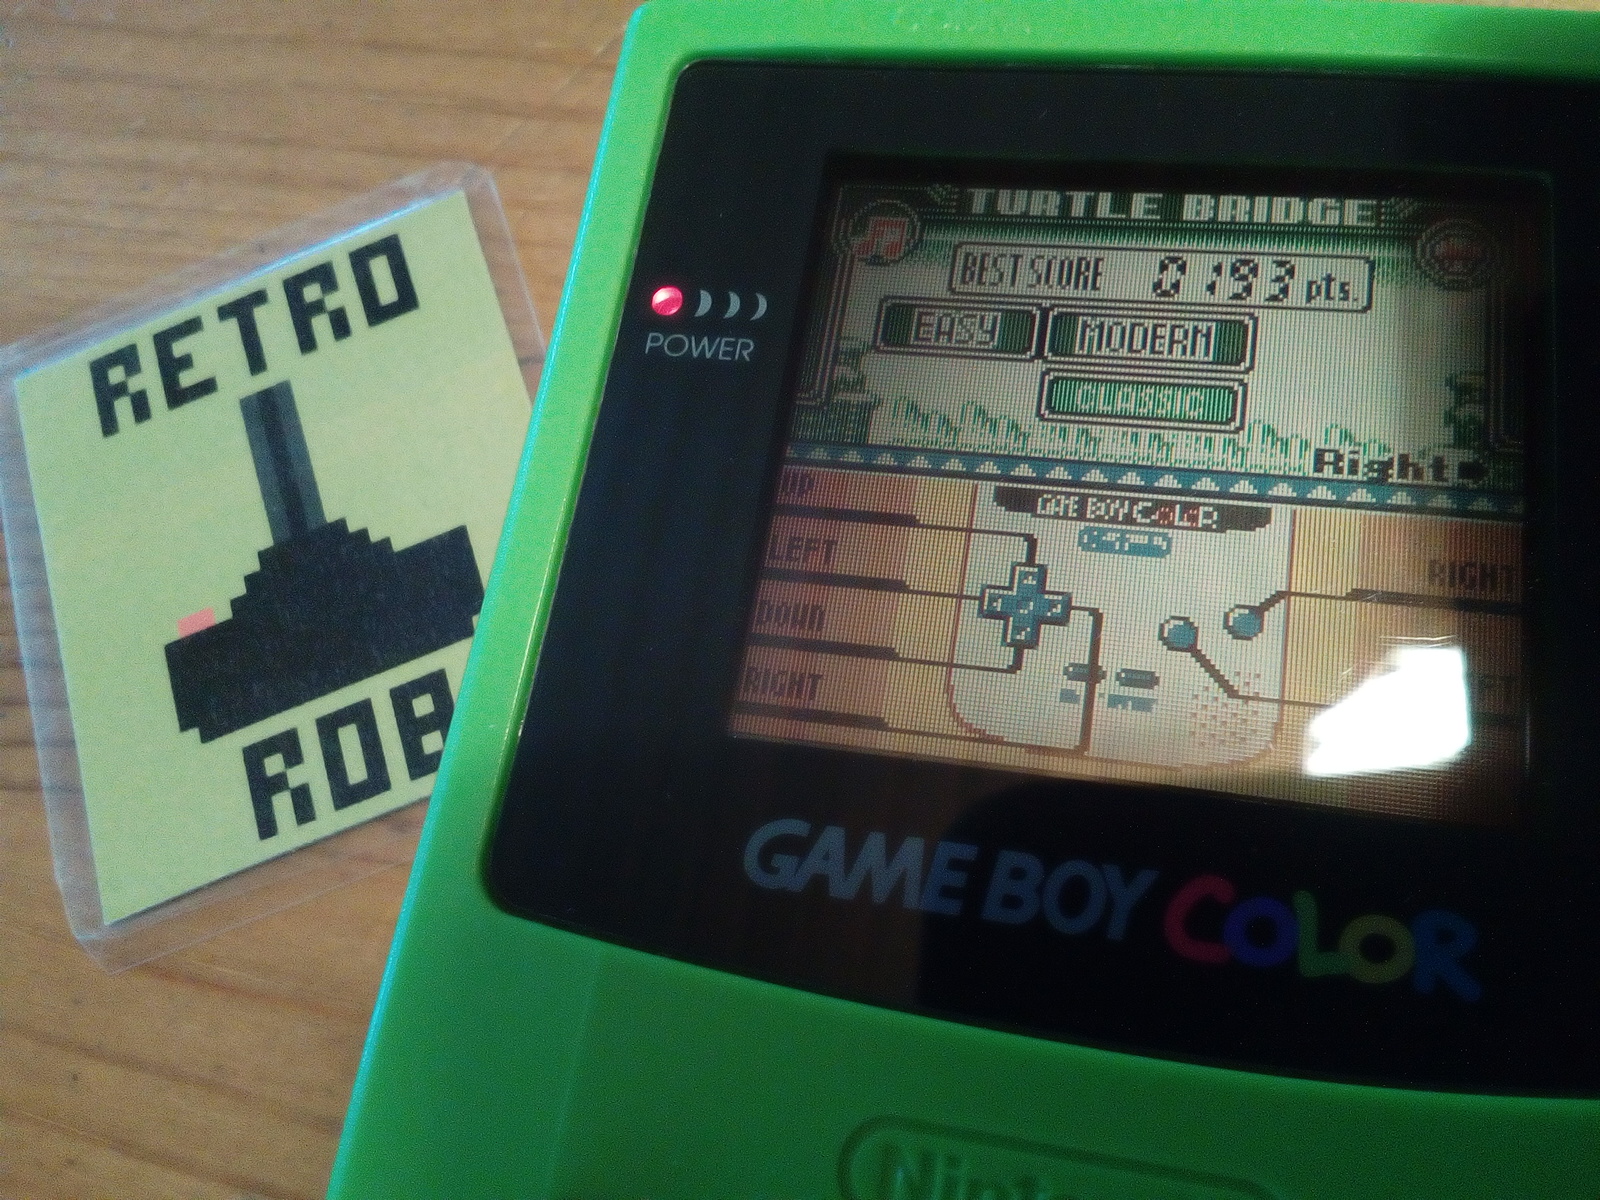 RETRO
ROB
POWER
TURTLE BRIDGE
BEST SCORE 0193 pts.
EASY
MODERN
CLASSIC
Right
GAME BOY COLOR
UP
LEFT
DOWN
RIGHT
RIGHT
GAME BOY COLOR